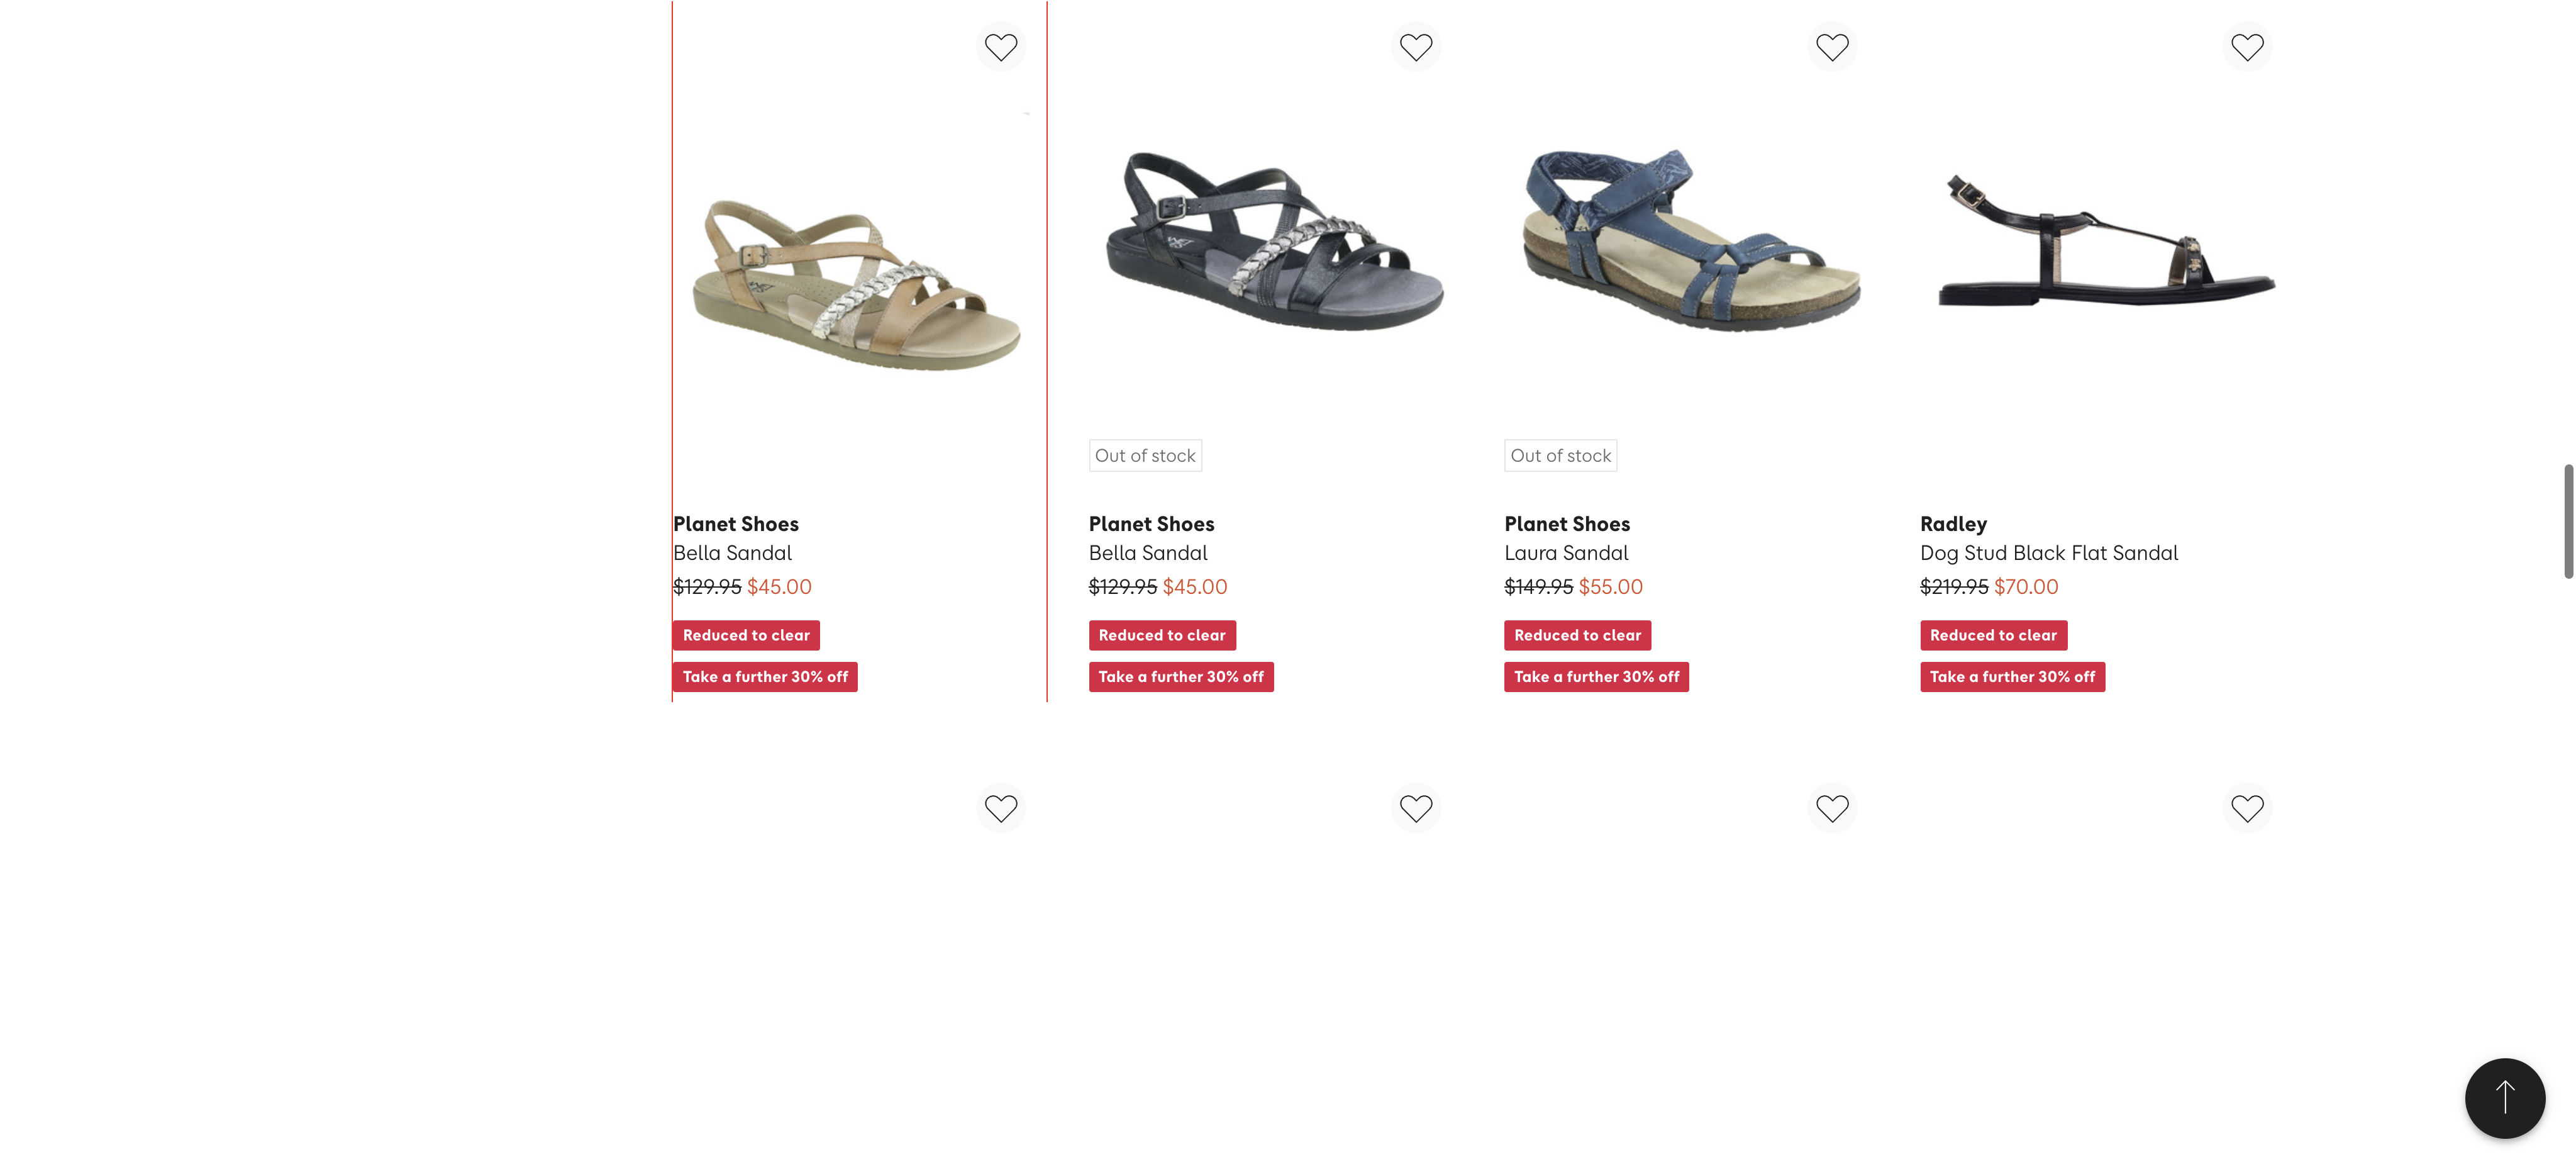 Out of stock
Out of stock
Planet Shoes
Bella Sandal
$129.95 $45.00
Reduced to clear
Take a further 30% off
Planet Shoes
Bella Sandal
$129.95 $45.00
Reduced to clear
Take a further 30% off
Planet Shoes
Laura Sandal
$149.95 $55.00
Reduced to clear
Take a further 30% off
Radley
Dog Stud Black Flat Sandal
$219.95 $70.00
Reduced to clear
Take a further 30% off